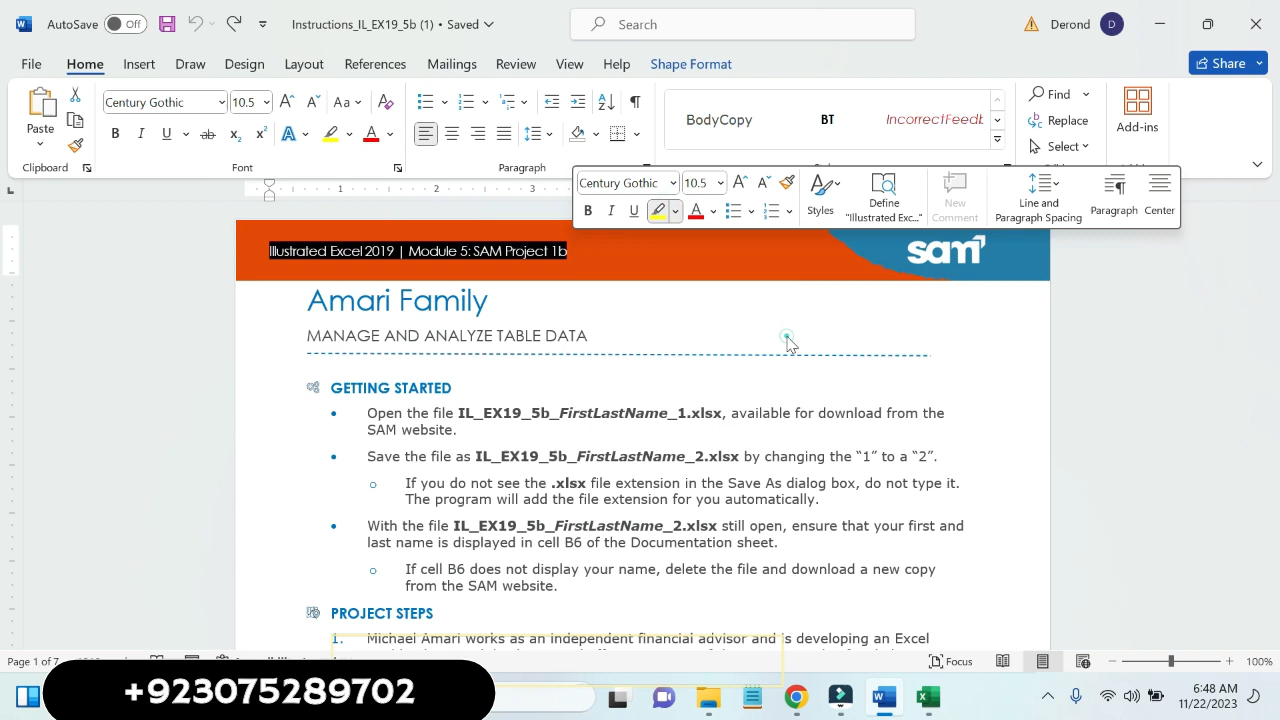 AutoSave Off Instructions_IL_EX19_5b (1) • Saved Search Derond D
File Home Insert Draw Design Layout References Mailings Review View Help Shape Format Share
Century Gothic 10.5 Aa BodyCopy BT IncorrectFeedb Find
Replace
Paste Select Add-ins
Clipboard Font Paragraph
Century Gothic 10.5 Styles Define "Illustrated Exc... New Comment Line and Paragraph Spacing Paragraph Center
1 2 3
Illustrated Excel 2019 | Module 5: SAM Project 1b sam
Amari Family
MANAGE AND ANALYZE TABLE DATA
GETTING STARTED
• Open the file IL_EX19_5b_FirstLastName_1.xlsx, available for download from the
SAM website.
• Save the file as IL_EX19_5b_FirstLastName_2.xlsx by changing the “1” to a “2”.
o If you do not see the .xlsx file extension in the Save As dialog box, do not type it.
The program will add the file extension for you automatically.
• With the file IL_EX19_5b_FirstLastName_2.xlsx still open, ensure that your first and
last name is displayed in cell B6 of the Documentation sheet.
o If cell B6 does not display your name, delete the file and download a new copy
from the SAM website.
PROJECT STEPS
1. Michael Amari works as an independent financial advisor and is developing an Excel
Page 1 of 7 Focus 100%
+923075289702
6:48 AM
11/22/2023